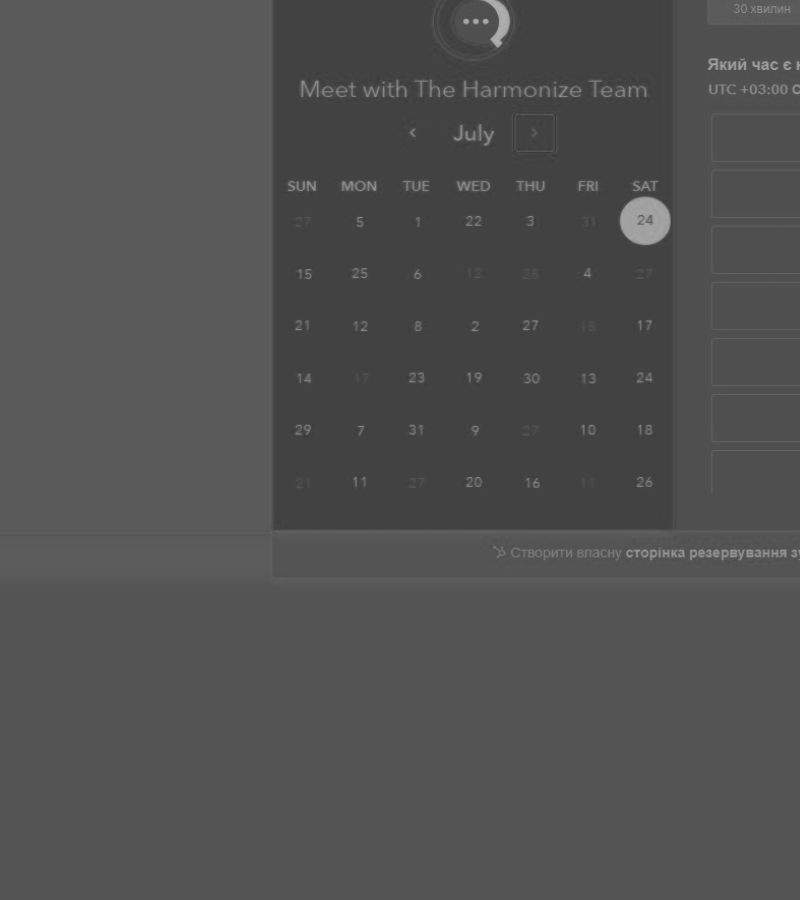 30 хвилин
Який час є
UTC +03:00
Meet with The Harmonize Team
July
SUN MON TUE WED THU FRI SAT
27 5 1 22 3 31 24
15 25 6 12 25 4 27
21 12 8 2 27 18 17
14 17 23 19 30 13 24
29 7 31 9 27 10 18
21 11 27 20 16 11 26
Створити власну сторінка резервування